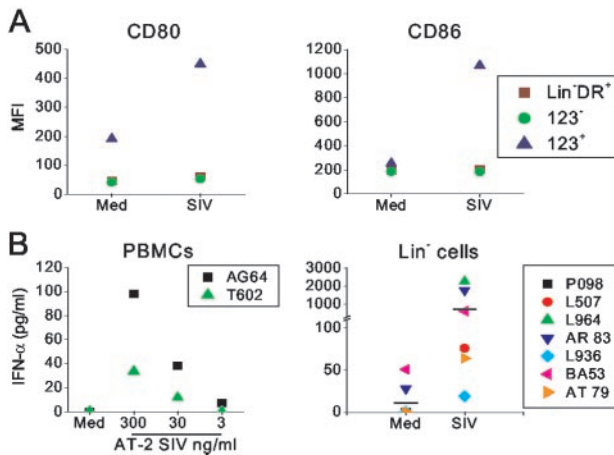 A
CD80
CD86
MFI
500
400
300
200
100
0
Med
SIV
1200
1000
800
600
400
200
0
Med
SIV
Lin⁻DR⁺
123⁻
123⁺
B
PBMCs
Lin⁻ cells
IFN-α (pg/ml)
120
100
80
60
40
20
0
Med
300
30
3
AT-2 SIV ng/ml
AG64
T602
3000
2000
1000
100
50
0
Med
SIV
P098
L507
L964
AR 83
L936
BA53
AT 79